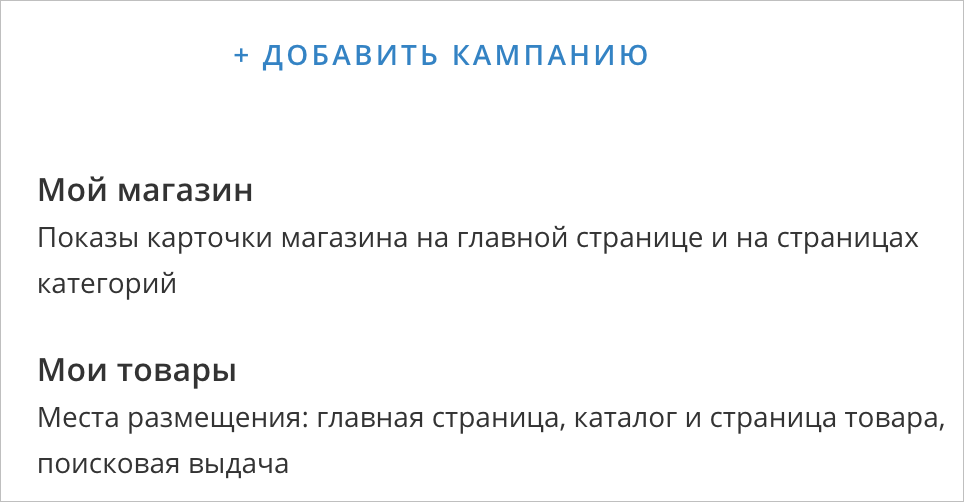 + ДОБАВИТЬ КАМПАНИЮ
Мой магазин
Показы карточки магазина на главной странице и на страницах
категорий
Мои товары
Места размещения: главная страница, каталог и страница товара,
поисковая выдача